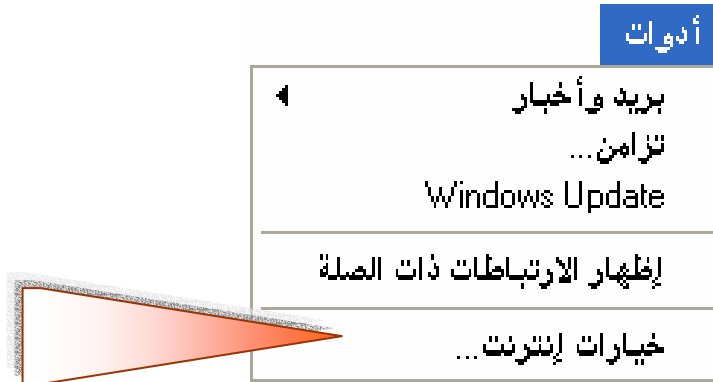 أدوات
بريد وأخبار
تزامن...
Windows Update
إظهار الارتباطات ذات الصلة
خيارات إنترنت...